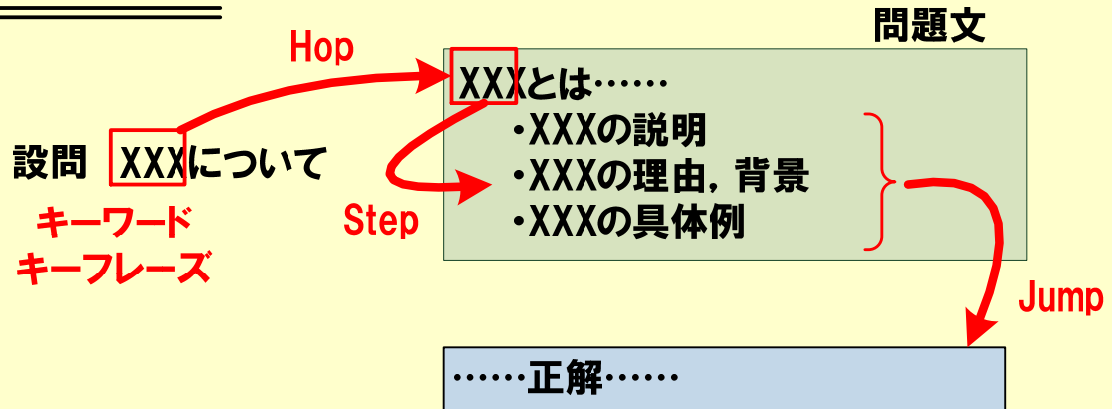 問題文
Hop
XXXとは……
・XXXの説明
設問 XXXについて
・XXXの理由，背景
キーワード
Step
・XXXの具体例
キーフレーズ
Jump
……正解……